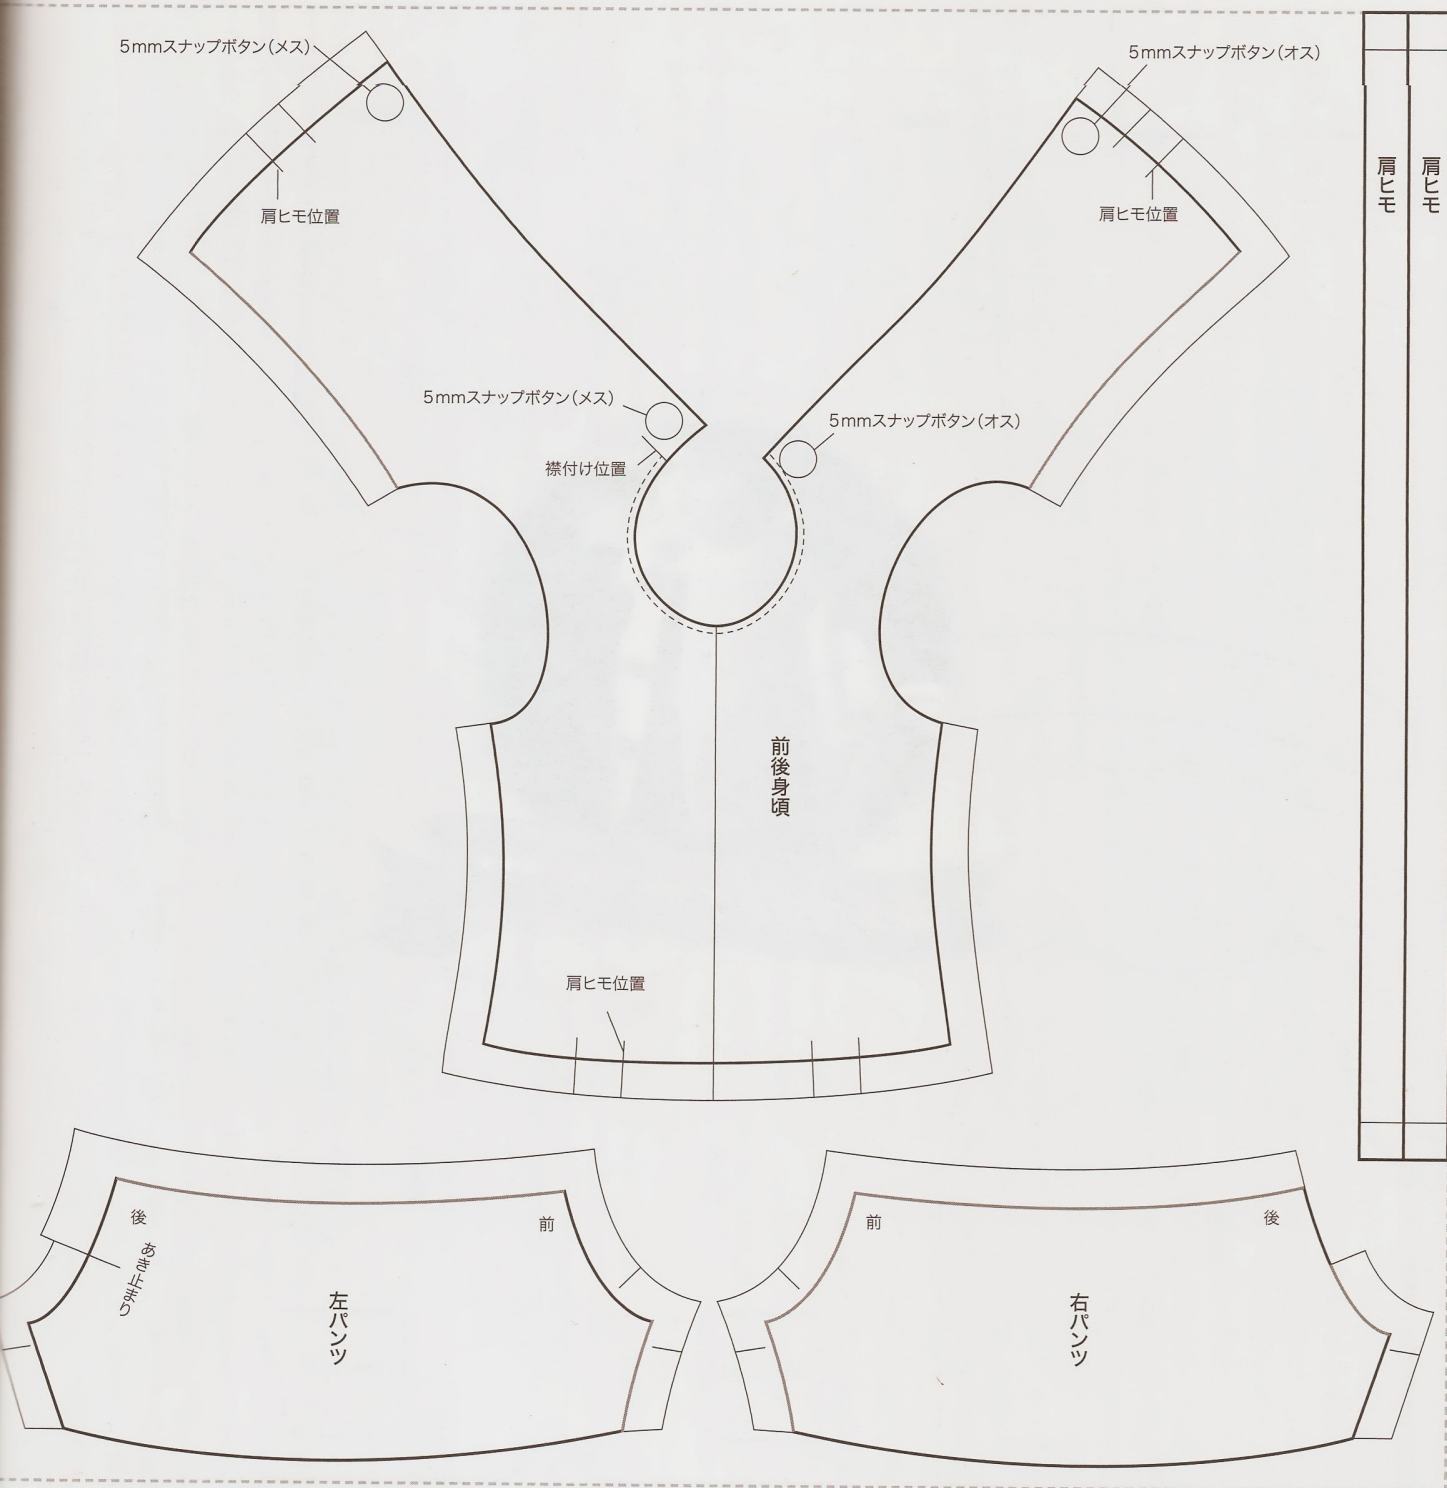 5mmスナップボタン(メス)
5mmスナップボタン(オス)
肩ヒモ
肩ヒモ
肩ヒモ位置
肩ヒモ位置
5mmスナップボタン(メス)
5mmスナップボタン(オス)
襟付け位置
前後身頃
肩ヒモ位置
後
前
あき止まり
左パンツ
前
後
右パンツ